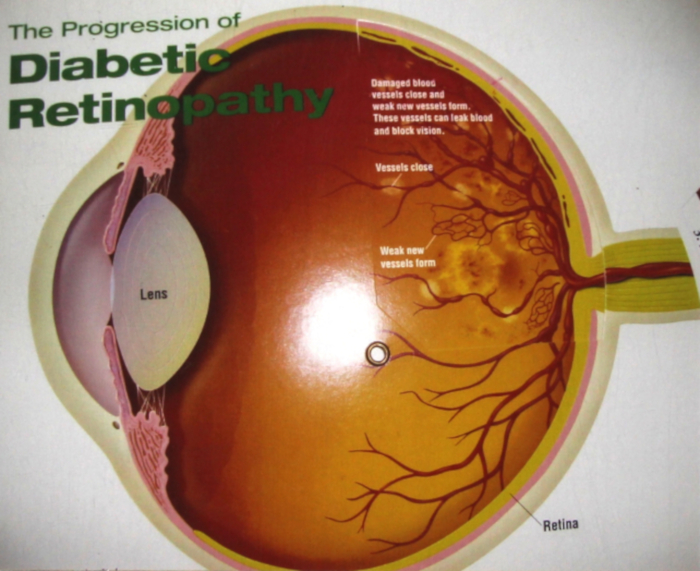 The Progression of
Diabetic
Retinopathy
Damaged blood
vessels close and
weak new vessels form.
These vessels can leak blood
and block vision.
Vessels close
Weak new
vessels form
Lens
Retina